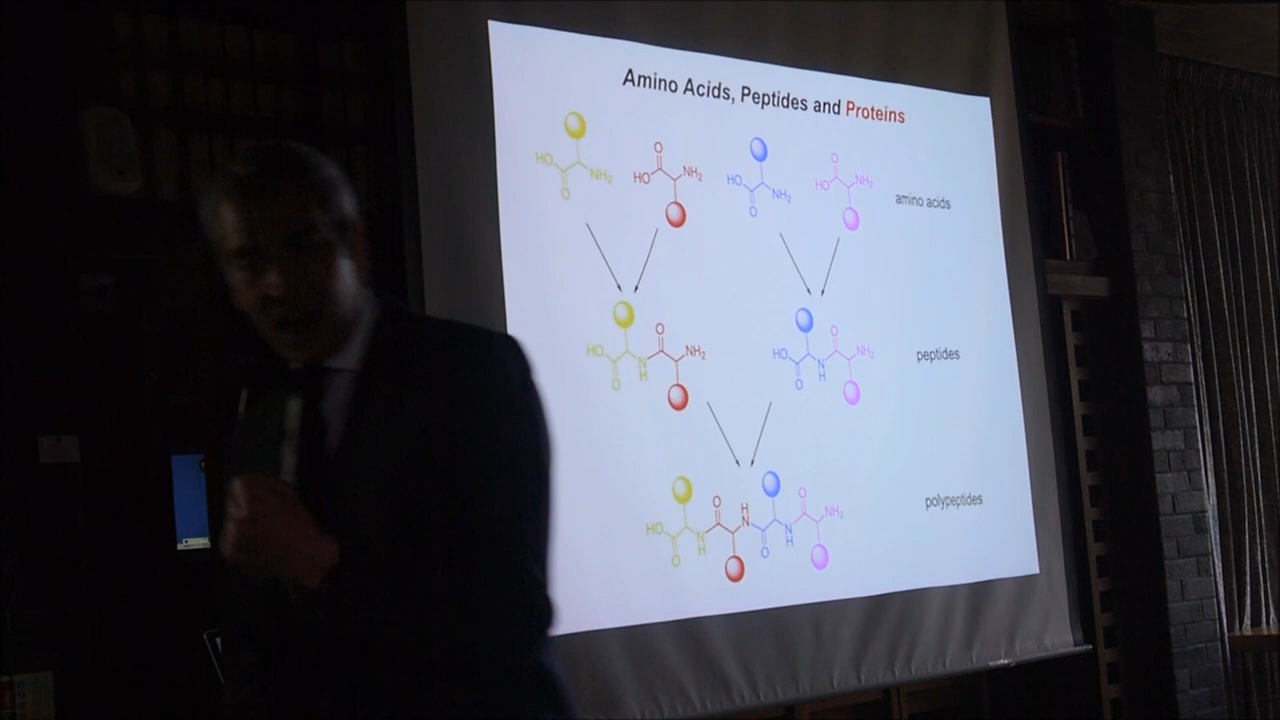 Amino Acids, Peptides and Proteins
HO O NH₂
HO O NH₂
HO O NH₂
HO O NH₂
amino acids
HO O N H O NH₂
HO O N H O NH₂
peptides
HO O N H O H N O N H O NH₂
polypeptides